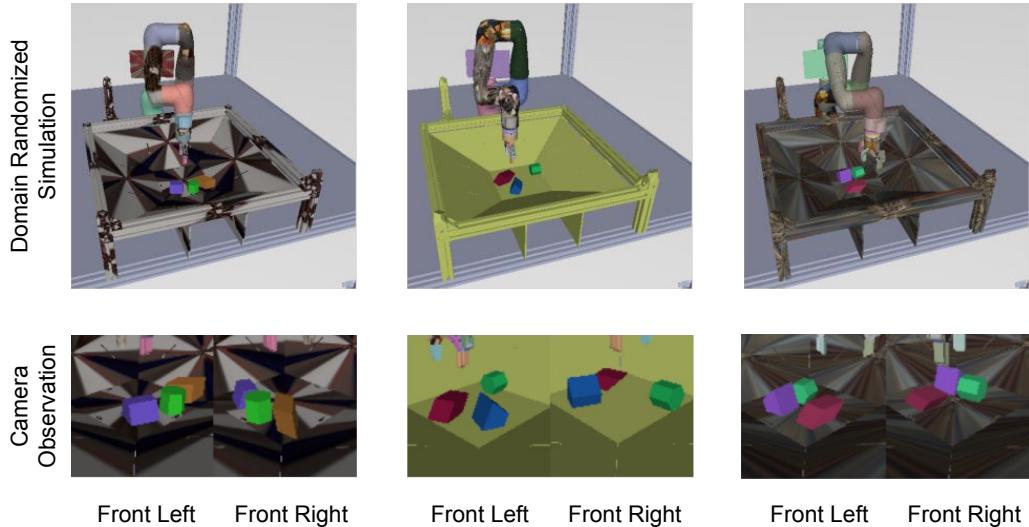 Domain Randomized
Simulation
Camera
Observation
Front Left Front Right Front Left Front Right Front Left Front Right